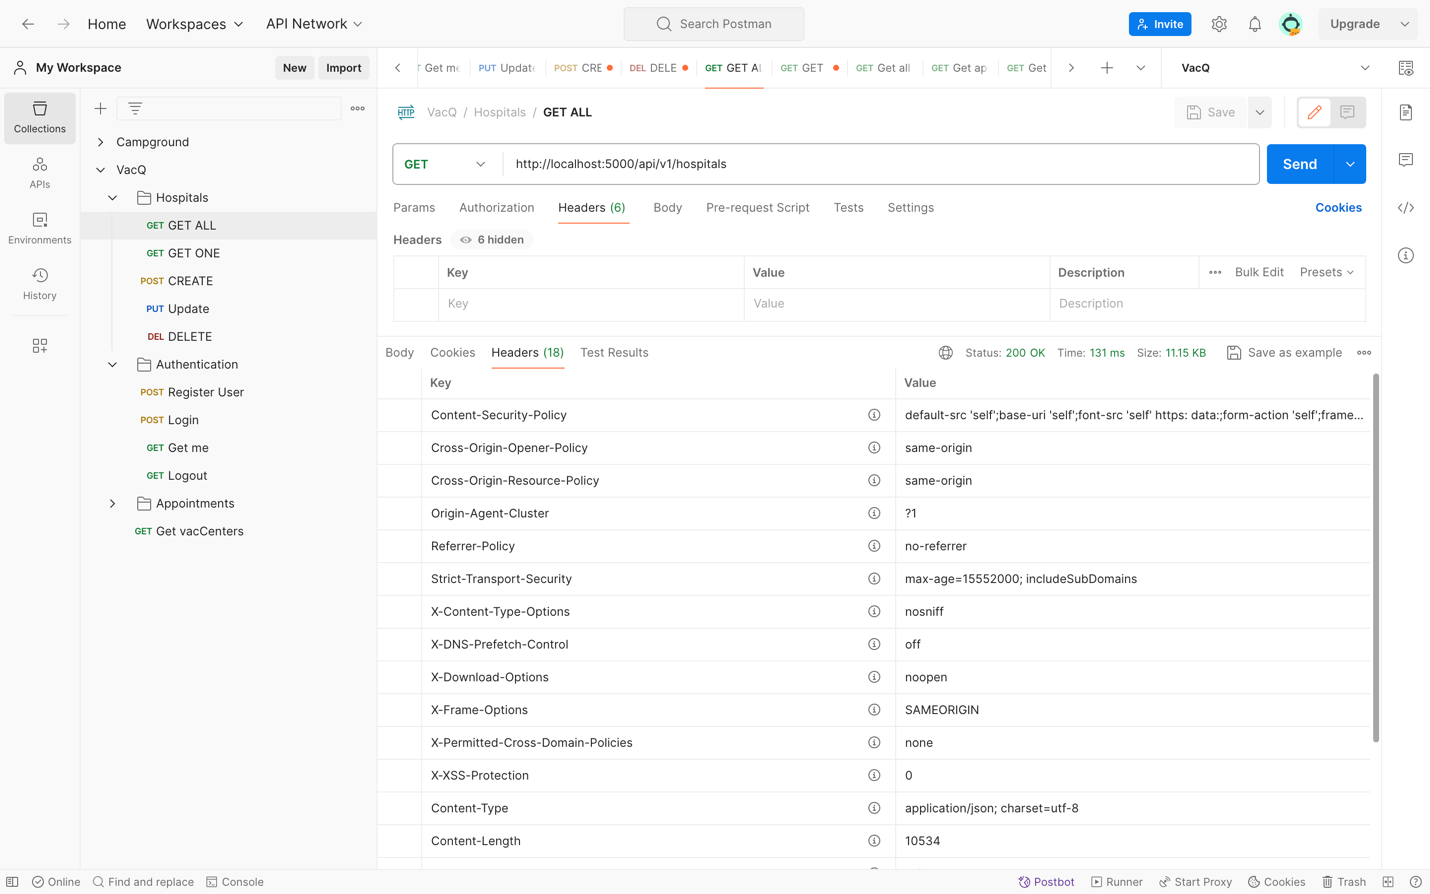 Home Workspaces API Network Search Postman Invite Upgrade
My Workspace New Import
GET Get me PUT Update POST CRE DEL DELE GET GET Al GET GET GET Get all GET Get ap GET Get VacQ
Collections
APIs
Environments
History
Campground
VacQ
Hospitals
GET GET ALL
GET GET ONE
POST CREATE
PUT Update
DEL DELETE
Authentication
POST Register User
POST Login
GET Get me
GET Logout
Appointments
GET Get vacCenters
HTTP VacQ / Hospitals / GET ALL Save
GET http://localhost:5000/api/v1/hospitals Send
Params Authorization Headers (6) Body Pre-request Script Tests Settings Cookies
Headers 6 hidden
Key Value Description Bulk Edit Presets
Key Value Description
Body Cookies Headers (18) Test Results Status: 200 OK Time: 131 ms Size: 11.15 KB Save as example
Key Value
Content-Security-Policy default-src 'self';base-uri 'self';font-src 'self' https: data:;form-action 'self';frame...
Cross-Origin-Opener-Policy same-origin
Cross-Origin-Resource-Policy same-origin
Origin-Agent-Cluster ?1
Referrer-Policy no-referrer
Strict-Transport-Security max-age=15552000; includeSubDomains
X-Content-Type-Options nosniff
X-DNS-Prefetch-Control off
X-Download-Options noopen
X-Frame-Options SAMEORIGIN
X-Permitted-Cross-Domain-Policies none
X-XSS-Protection 0
Content-Type application/json; charset=utf-8
Content-Length 10534
Online Find and replace Console Postbot Runner Start Proxy Cookies Trash